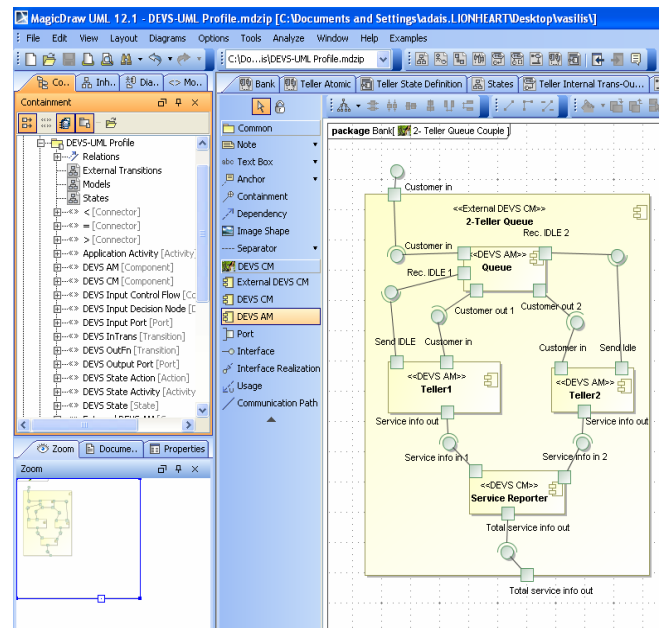 MagicDraw UML 12.1 - DEVS-UML Profile.mdzip [C:\Documents and Settings\adais.LIONHEART\Desktop\vasilis\]
File Edit View Layout Diagrams Options Tools Analyze Window Help Examples
C:\Do...is\DEVS-UML Profile.mdzip
Co.. Inh.. Dia.. <> Mo..
Bank Teller Atomic Teller State Definition States Teller Internal Trans-Ou...
Containment
DEVS-UML Profile
Relations
External Transitions
Models
States
< [Connector]
= [Connector]
> [Connector]
Application Activity [Activity]
DEVS AM [Component]
DEVS CM [Component]
DEVS Input Control Flow [Co
DEVS Input Decision Node [D
DEVS Input Port [Port]
DEVS InTrans [Transition]
DEVS OutFn [Transition]
DEVS Output Port [Port]
DEVS State Action [Action]
DEVS State Activity [Activity
DEVS State [State]
Zoom Docume.. Properties
Zoom
Common
Note
abc Text Box
Anchor
Containment
Dependency
Image Shape
Separator
DEVS CM
External DEVS CM
DEVS CM
DEVS AM
Port
Interface
Interface Realization
Usage
Communication Path
package Bank[ 2- Teller Queue Couple ]
Customer in
<<External DEVS CM>>
2-Teller Queue
Rec. IDLE 2
Customer in
<<DEVS AM>>
Queue
Rec. IDLE 1
Customer out 1
Customer out 2
Send IDLE
Customer in
Customer in
Send Idle
<<DEVS AM>>
Teller1
<<DEVS AM>>
Teller2
Service info out
Service info out
Service info in 1
Service info in 2
<<DEVS CM>>
Service Reporter
Total service info out
Total service info out